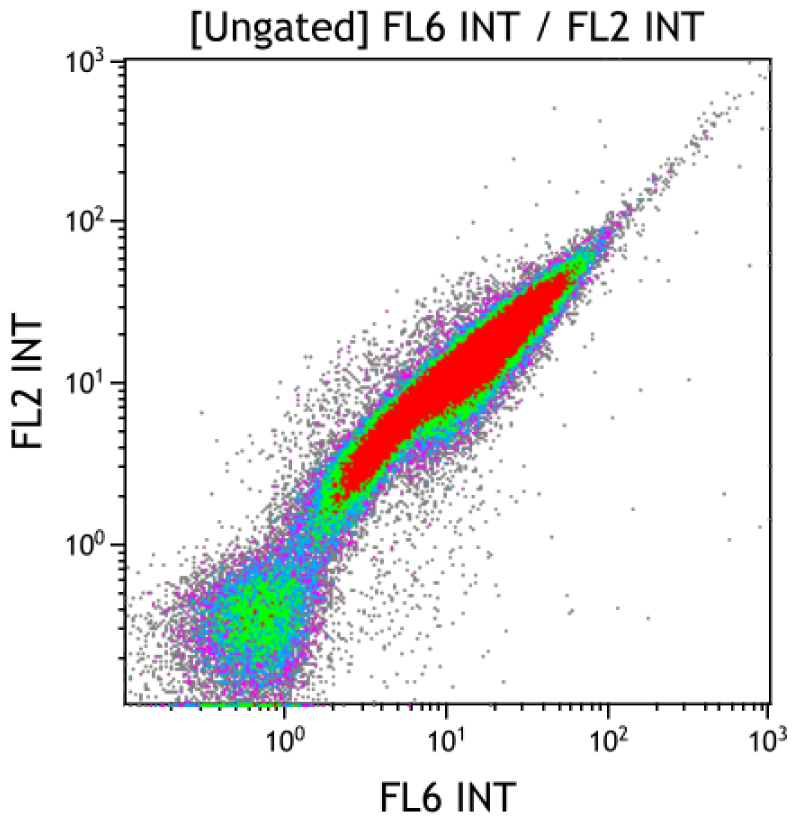 [Ungated] FL6 INT / FL2 INT
10³
10²
10¹
10⁰
FL2 INT
10⁰ 10¹ 10² 10³
FL6 INT